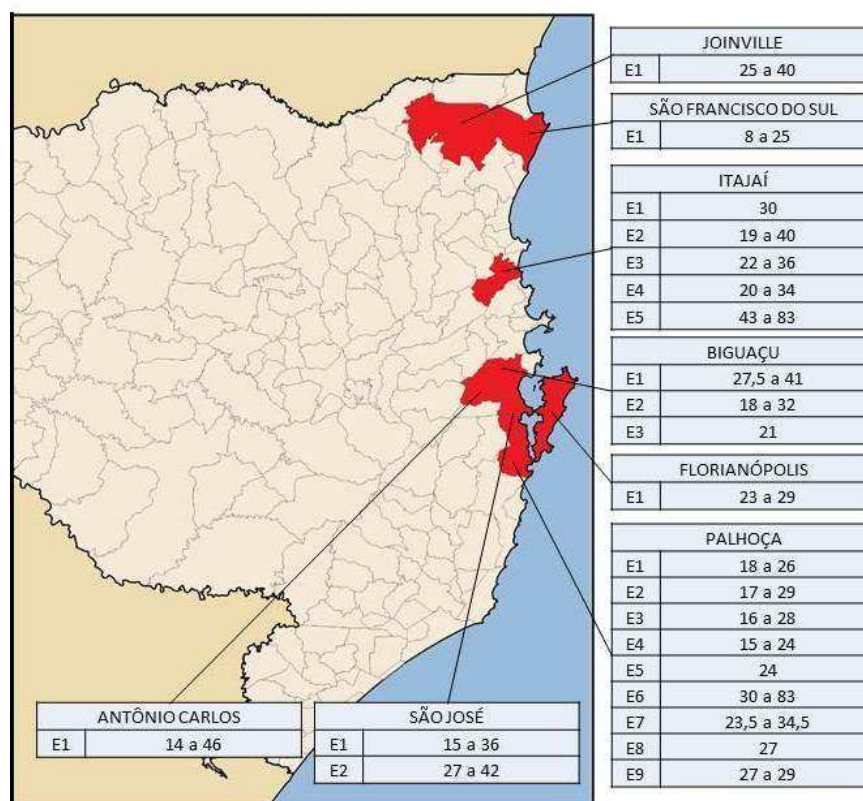 JOINVILLE
E1 25 a 40
SÃO FRANCISCO DO SUL
E1 8 a 25
ITAJAÍ
E1 30
E2 19 a 40
E3 22 a 36
E4 20 a 34
E5 43 a 83
BIGUAÇU
E1 27,5 a 41
E2 18 a 32
E3 21
FLORIANÓPOLIS
E1 23 a 29
PALHOÇA
E1 18 a 26
E2 17 a 29
E3 16 a 28
E4 15 a 24
E5 24
E6 30 a 83
E7 23,5 a 34,5
E8 27
E9 27 a 29
ANTÔNIO CARLOS
E1 14 a 46
SÃO JOSÉ
E1 15 a 36
E2 27 a 42